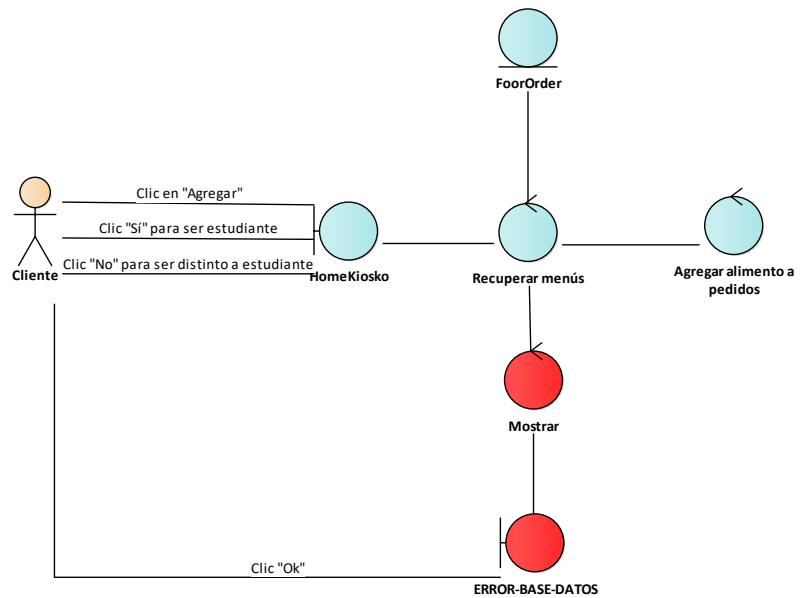 FoorOrder
Clic en "Agregar"
Clic "Sí" para ser estudiante
Clic "No" para ser distinto a estudiante
Cliente
HomeKiosko
Recuperar menús
Agregar alimento a
pedidos
Mostrar
Clic "Ok"
ERROR-BASE-DATOS